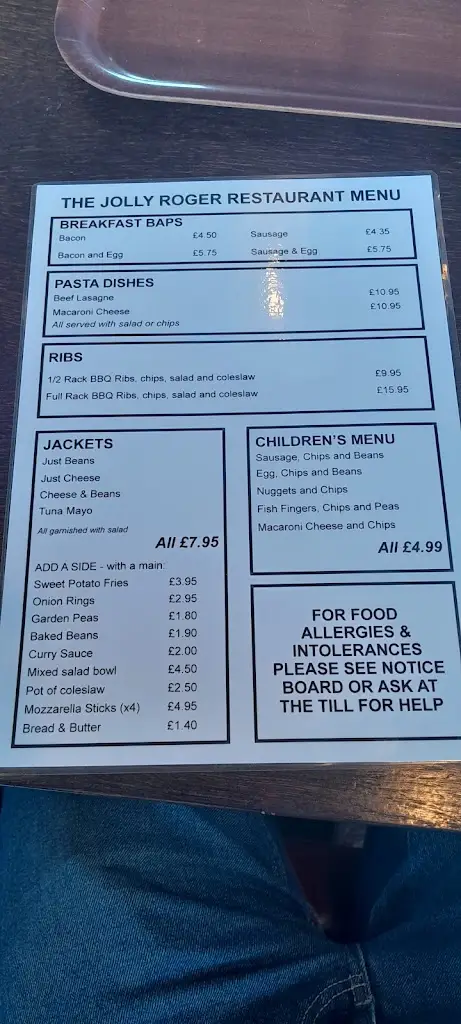 THE JOLLY ROGER RESTAURANT MENU
BREAKFAST BAPS
Bacon £4.50 Sausage £4.35
Bacon and Egg £5.75 Sausage & Egg £5.75
PASTA DISHES
Beef Lasagne £10.95
Macaroni Cheese £10.95
All served with salad or chips
RIBS
1/2 Rack BBQ Ribs, chips, salad and coleslaw £9.95
Full Rack BBQ Ribs, chips, salad and coleslaw £15.95
JACKETS
Just Beans
Just Cheese
Cheese & Beans
Tuna Mayo
All garnished with salad
All £7.95
ADD A SIDE - with a main:
Sweet Potato Fries £3.95
Onion Rings £2.95
Garden Peas £1.80
Baked Beans £1.90
Curry Sauce £2.00
Mixed salad bowl £4.50
Pot of coleslaw £2.50
Mozzarella Sticks (x4) £4.95
Bread & Butter £1.40
CHILDREN'S MENU
Sausage, Chips and Beans
Egg, Chips and Beans
Nuggets and Chips
Fish Fingers, Chips and Peas
Macaroni Cheese and Chips
All £4.99
FOR FOOD
ALLERGIES &
INTOLERANCES
PLEASE SEE NOTICE
BOARD OR ASK AT
THE TILL FOR HELP